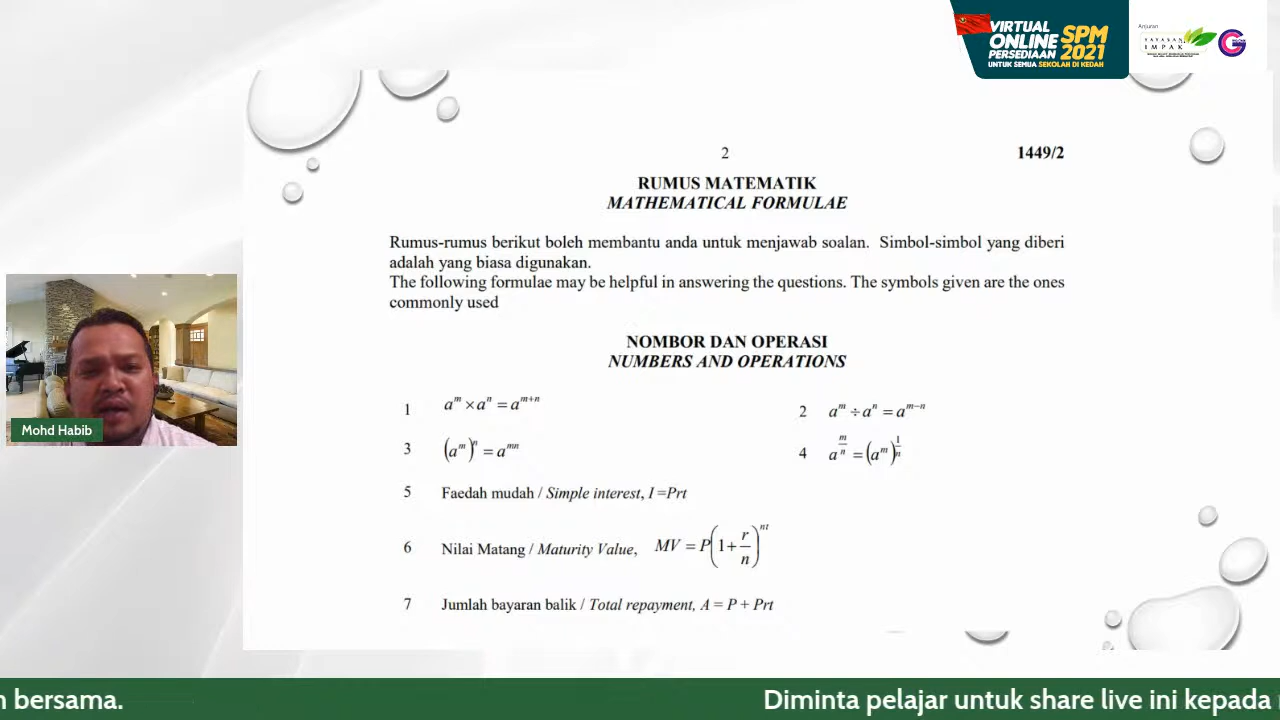 VIRTUAL
ONLINE
PERSEDIAAN
SPM
2021
UNTUK SEMUA SEKOLAH DI KEDAH
Anjuran
YAYASAN
IMPAK
2
1449/2
RUMUS MATEMATIK
MATHEMATICAL FORMULAE
Rumus-rumus berikut boleh membantu anda untuk menjawab soalan. Simbol-simbol yang diberi
adalah yang biasa digunakan.
The following formulae may be helpful in answering the questions. The symbols given are the ones
commonly used
NOMBOR DAN OPERASI
NUMBERS AND OPERATIONS
1 a^m × a^n = a^{m+n}
2 a^m ÷ a^n = a^{m−n}
3 (a^m)^n = a^{mn}
4 a^{m/n} = (a^m)^{1/n}
5 Faedah mudah / Simple interest, I =Prt
6 Nilai Matang / Maturity Value, MV = P(1+r/n)^{nt}
7 Jumlah bayaran balik / Total repayment, A = P + Prt
Mohd Habib
n bersama. Diminta pelajar untuk share live ini kepada